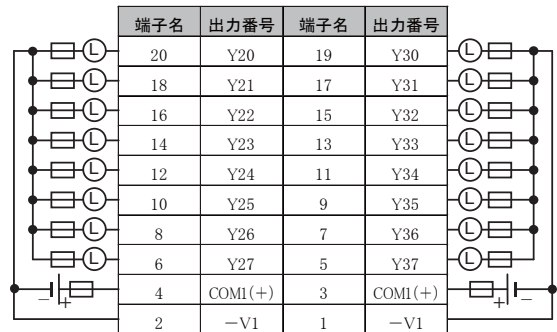 端子名 出力番号 端子名 出力番号
L 20 Y20 19 Y30 L
L 18 Y21 17 Y31 L
L 16 Y22 15 Y32 L
L 14 Y23 13 Y33 L
L 12 Y24 11 Y34 L
L 10 Y25 9 Y35 L
L 8 Y26 7 Y36 L
L 6 Y27 5 Y37 L
− + 4 COM1(+) 3 COM1(+) + −
2 −V1 1 −V1